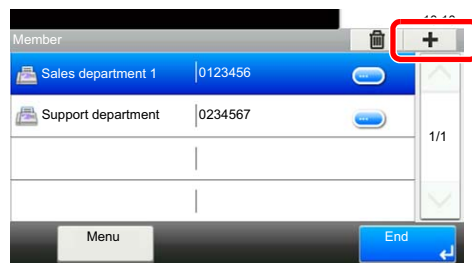 Member
Sales department 1 0123456
Support department 0234567
1/1
Menu
End